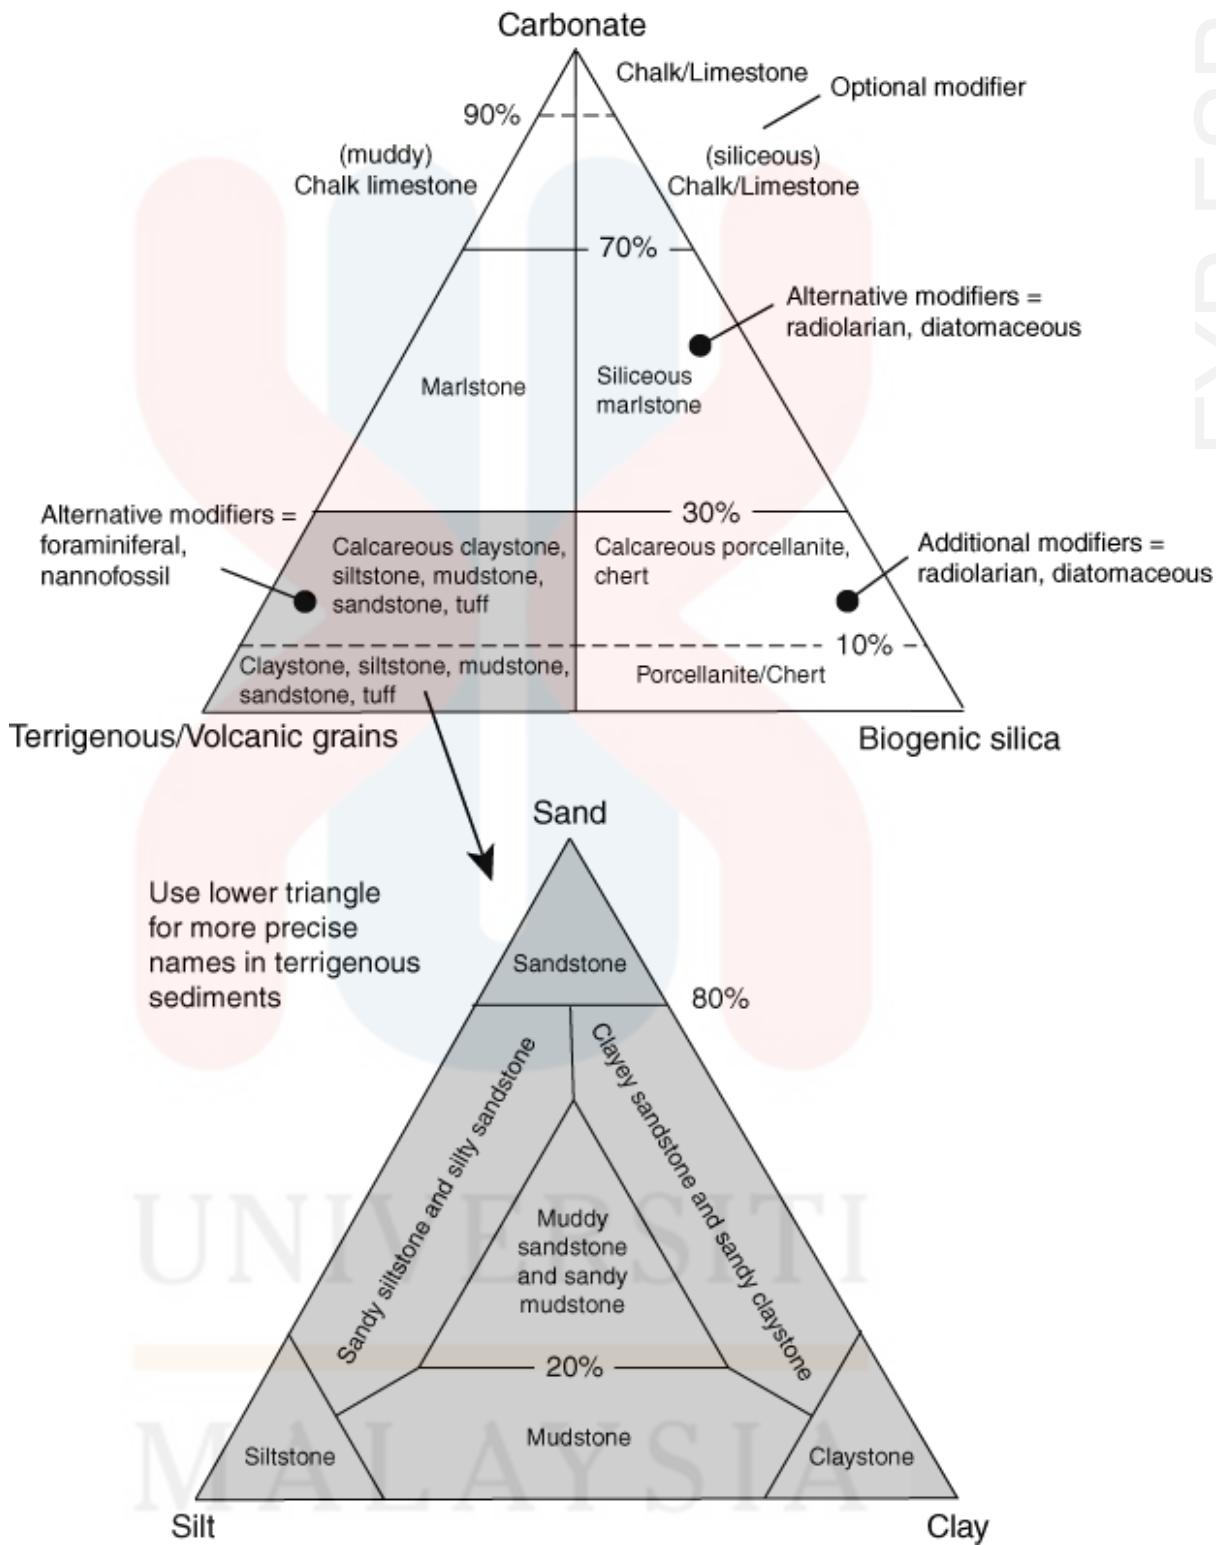 Carbonate
Chalk/Limestone
Optional modifier
90%
(muddy)
Chalk limestone
(siliceous)
Chalk/Limestone
70%
Alternative modifiers =
radiolarian, diatomaceous
Marlstone
Siliceous
marlstone
Alternative modifiers =
foraminiferal,
nannofossil
30%
Calcareous claystone,
siltstone, mudstone,
sandstone, tuff
Calcareous porcellanite,
chert
Additional modifiers =
radiolarian, diatomaceous
10%
Claystone, siltstone, mudstone,
sandstone, tuff
Porcellanite/Chert
Terrigenous/Volcanic grains
Biogenic silica
Sand
Use lower triangle
for more precise
names in terrigenous
sediments
Sandstone
80%
Sandy siltstone and silty sandstone
Clayey sandstone and sandy claystone
Muddy
sandstone
and sandy
mudstone
20%
Mudstone
Siltstone
Claystone
Silt
Clay
UNIVERSITI
MALAYSIA
FYP FSB